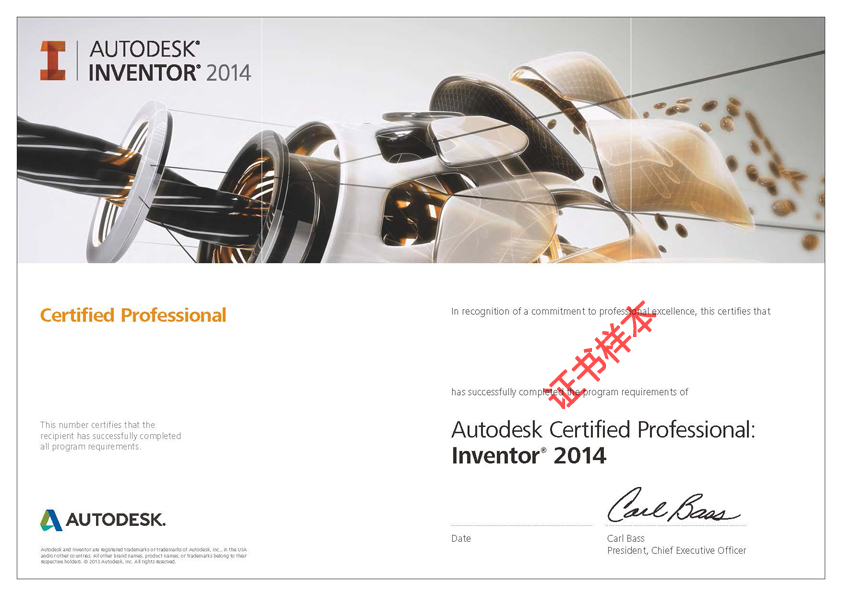 AUTODESK®
INVENTOR® 2014
Certified Professional
In recognition of a commitment to professional excellence, this certifies that
证书样本
has successfully completed the program requirements of
This number certifies that the
recipient has successfully completed
all program requirements.
Autodesk Certified Professional:
Inventor® 2014
Carl Bass
AUTODESK.
Date
Carl Bass
President, Chief Executive Officer
Autodesk and Inventor are registered trademarks or trademarks of Autodesk, Inc., in the USA
and/or other countries. All other brand names, product names, or trademarks belong to their
respective holders. © 2013 Autodesk, Inc. All rights reserved.